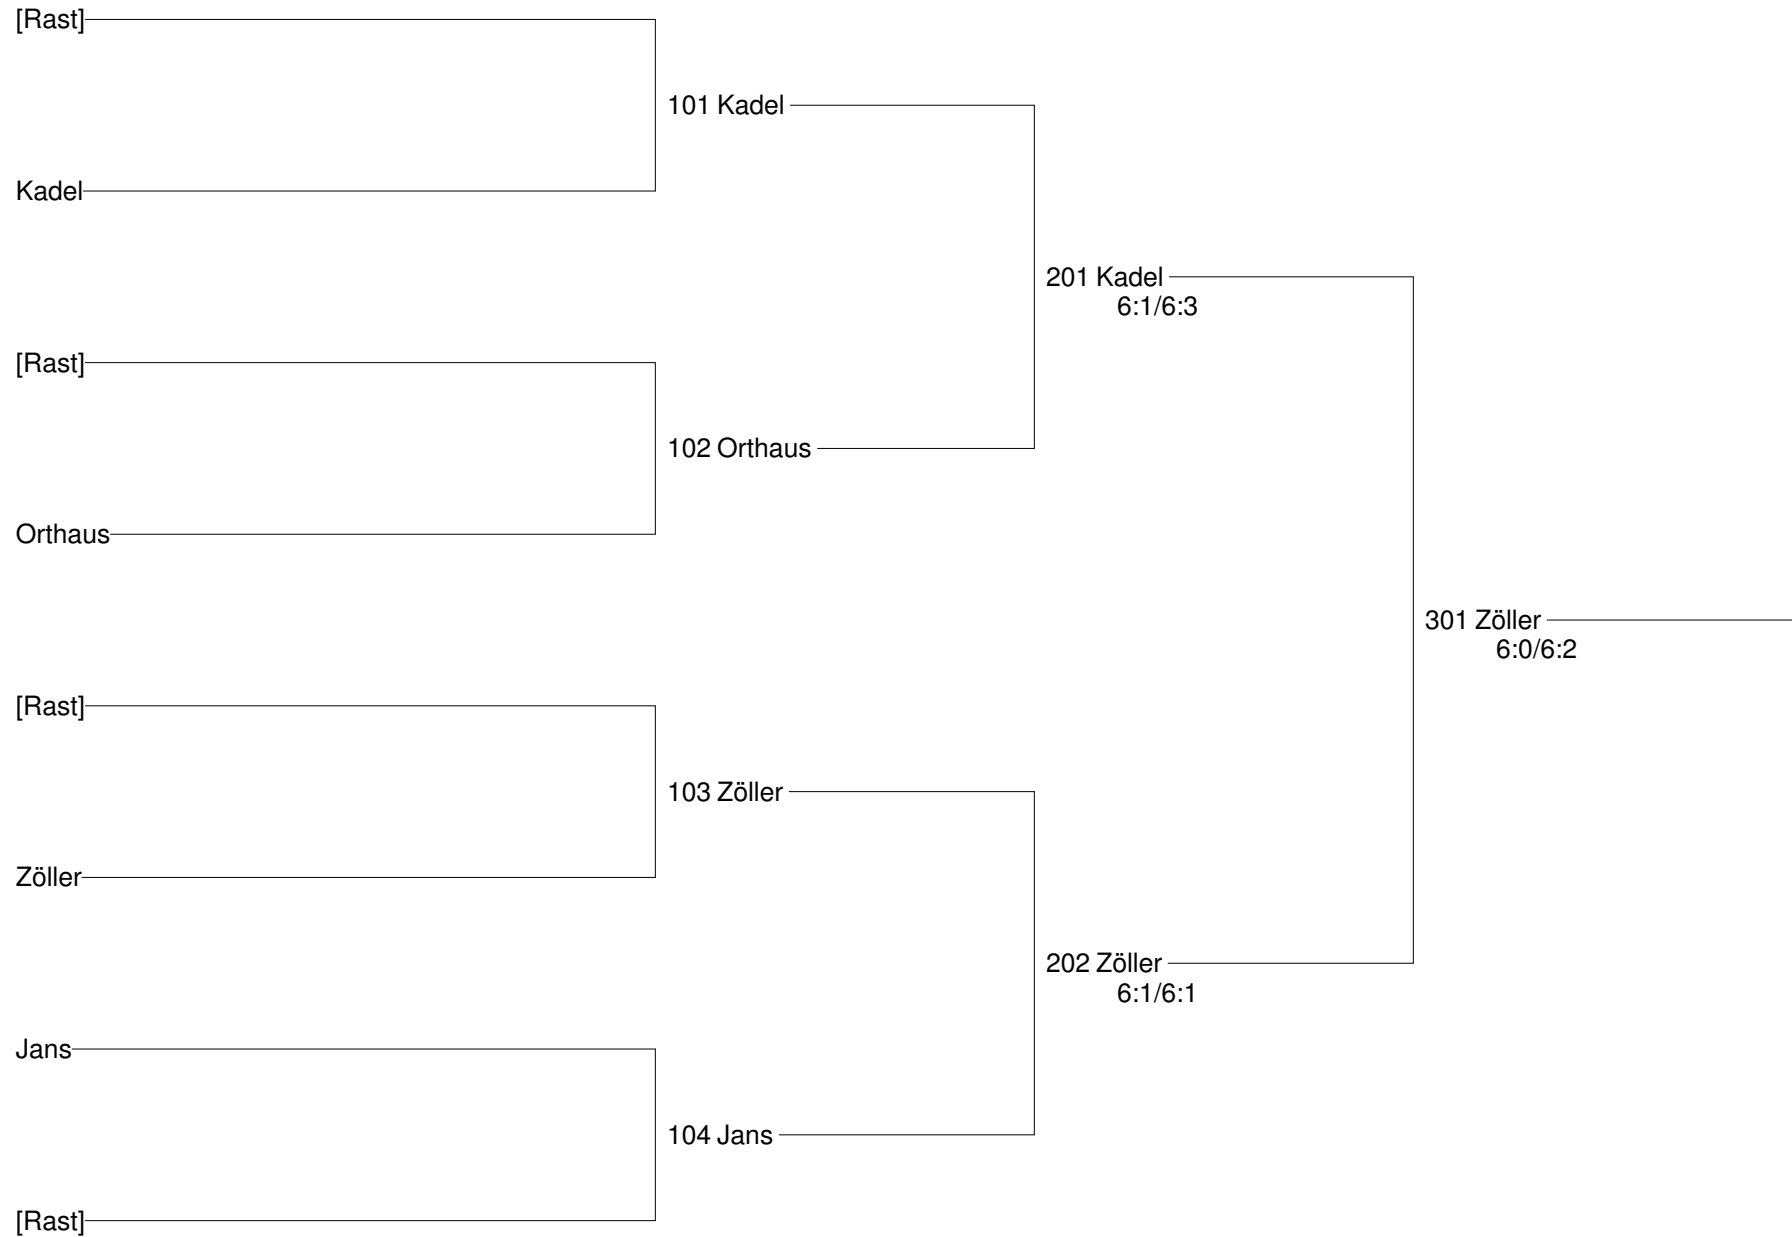 [Rast]
101 Kadel
Kadel
201 Kadel
6:1/6:3
[Rast]
102 Orthaus
Orthaus
301 Zöller
6:0/6:2
[Rast]
103 Zöller
Zöller
202 Zöller
6:1/6:1
Jans
104 Jans
[Rast]